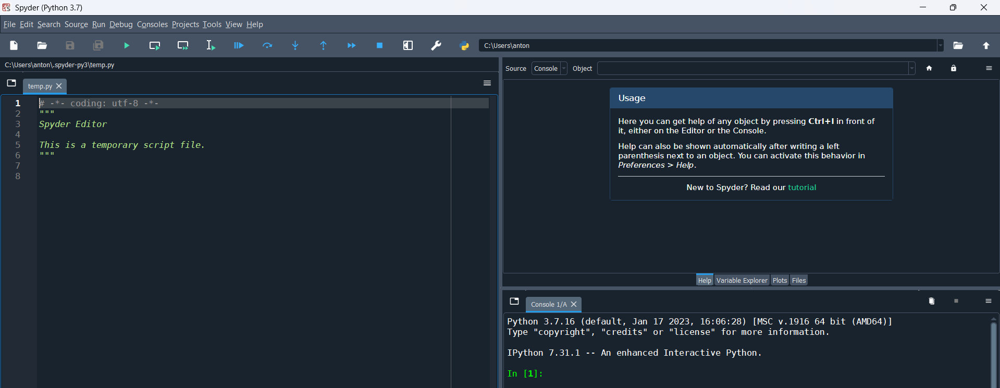 Spyder (Python 3.7)
File Edit Search Source Run Debug Consoles Projects Tools View Help
C:\Users\anton
C:\Users\anton\.spyder-py3\temp.py
temp.py
1 # -*- coding: utf-8 -*-
2 """
3 Spyder Editor
4
5 This is a temporary script file.
6 """
7
8
Source Console Object
Usage
Here you can get help of any object by pressing Ctrl+I in front of
it, either on the Editor or the Console.
Help can also be shown automatically after writing a left
parenthesis next to an object. You can activate this behavior in
Preferences > Help.
New to Spyder? Read our tutorial
Help Variable Explorer Plots Files
Console 1/A
Python 3.7.16 (default, Jan 17 2023, 16:06:28) [MSC v.1916 64 bit (AMD64)]
Type "copyright", "credits" or "license" for more information.
IPython 7.31.1 -- An enhanced Interactive Python.
In [1]: